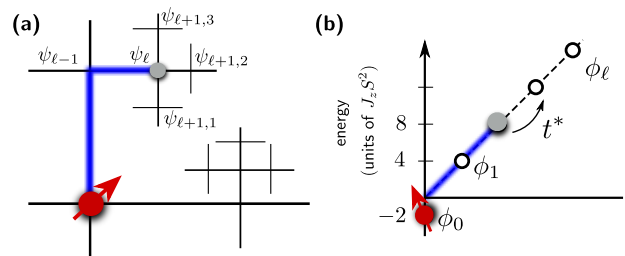 (a)
ψ_{ℓ+1,3}
ψ_{ℓ−1}
ψ_ℓ
ψ_{ℓ+1,2}
ψ_{ℓ+1,1}
(b)
energy
(units of J_zS^2)
ϕ_ℓ
8
t^*
4
ϕ_1
−2
ϕ_0